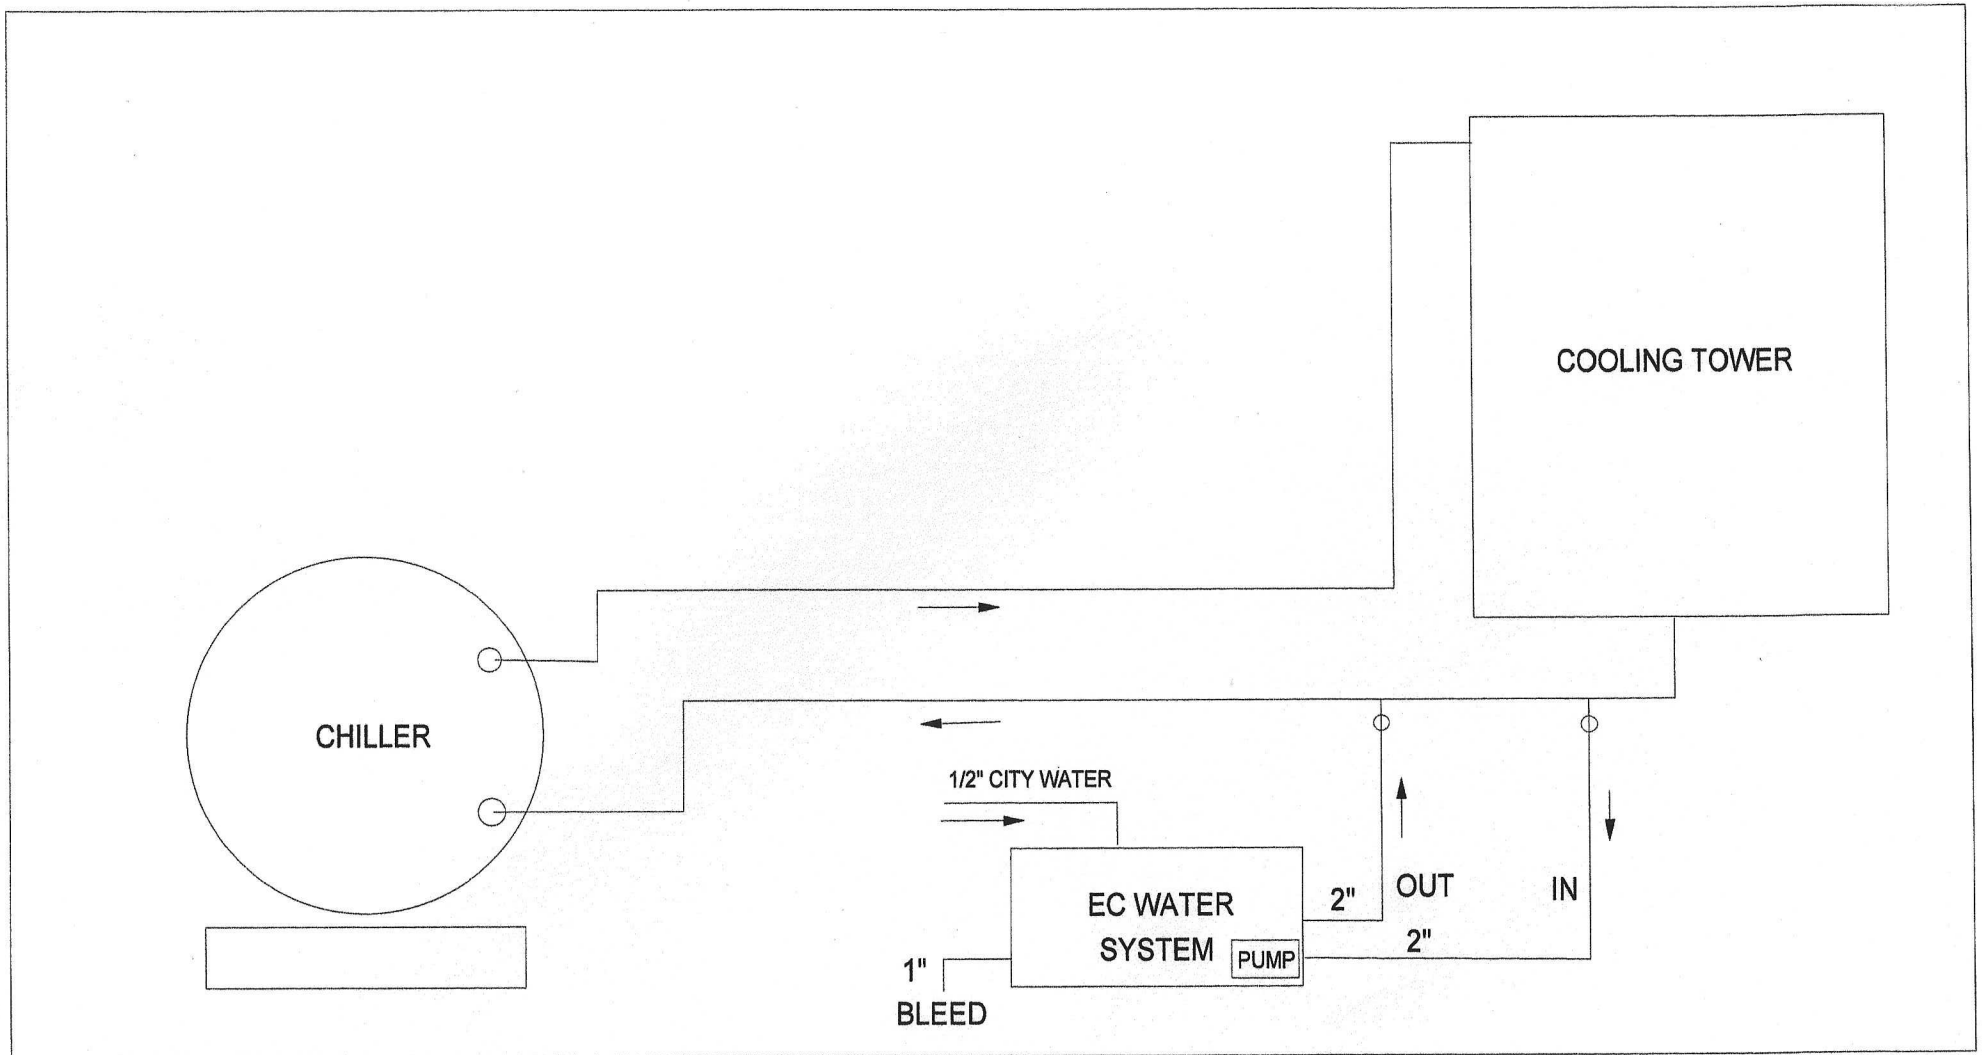 COOLING TOWER
CHILLER
1/2" CITY WATER
EC WATER
SYSTEM
PUMP
2"
OUT
IN
2"
1"
BLEED